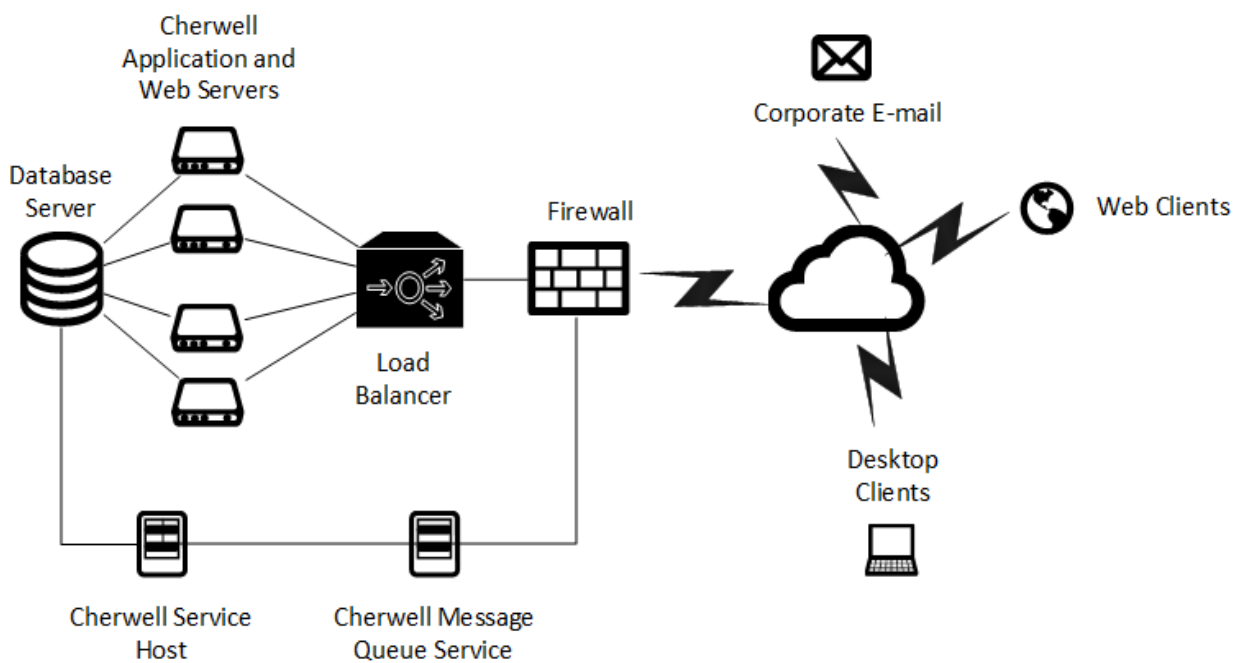 Cherwell
Application and
Web Servers
Database
Server
Load
Balancer
Firewall
Corporate E-mail
Web Clients
Desktop
Clients
Cherwell Service
Host
Cherwell Message
Queue Service